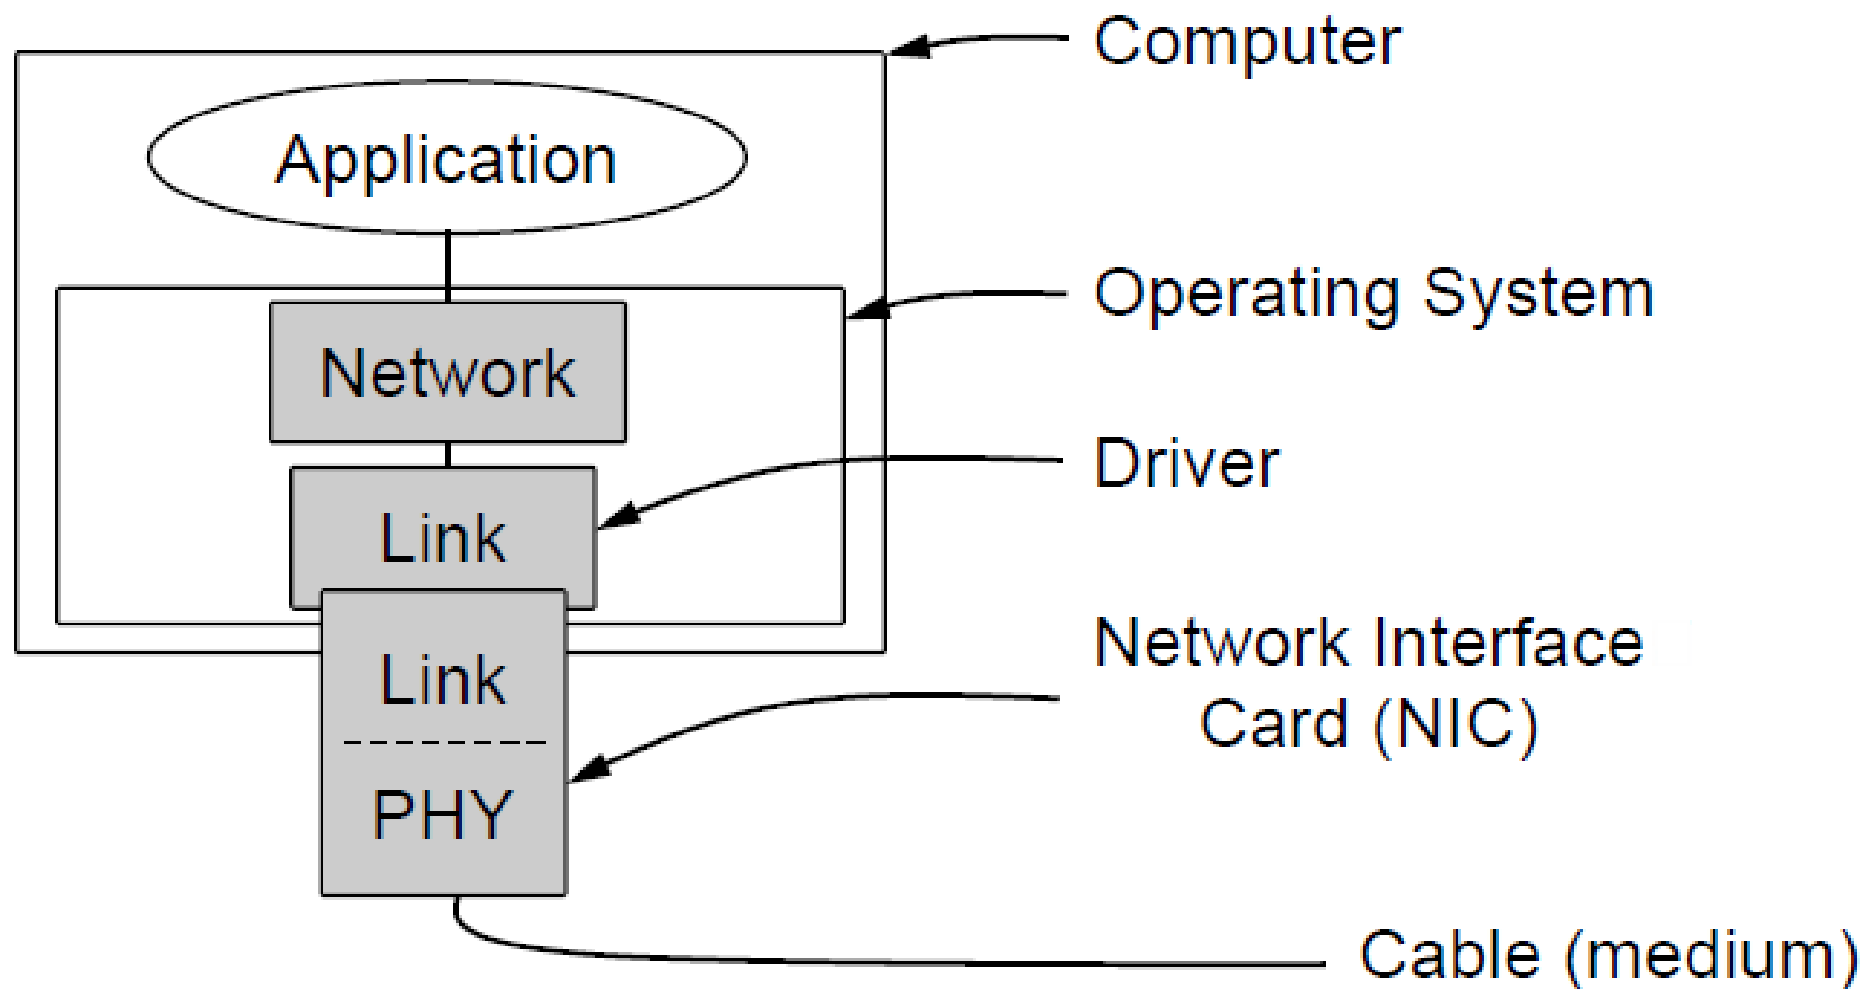 Computer
Application
Operating System
Network
Driver
Link
Network Interface
Card (NIC)
Link
PHY
Cable (medium)